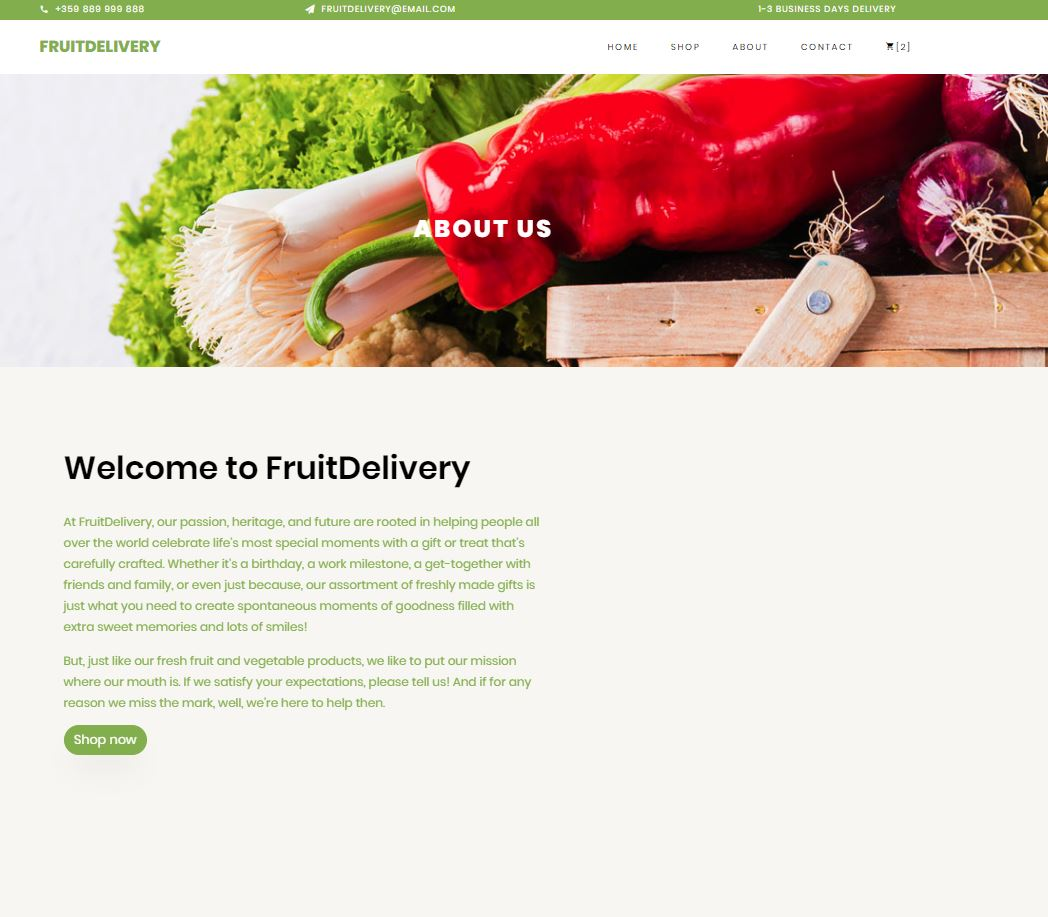 +359 889 999 888 FRUITDELIVERY@EMAIL.COM 1-3 BUSINESS DAYS DELIVERY
FRUITDELIVERY HOME SHOP ABOUT CONTACT [2]
ABOUT US
Welcome to FruitDelivery
At FruitDelivery, our passion, heritage, and future are rooted in helping people all
over the world celebrate life's most special moments with a gift or treat that's
carefully crafted. Whether it's a birthday, a work milestone, a get-together with
friends and family, or even just because, our assortment of freshly made gifts is
just what you need to create spontaneous moments of goodness filled with
extra sweet memories and lots of smiles!
But, just like our fresh fruit and vegetable products, we like to put our mission
where our mouth is. If we satisfy your expectations, please tell us! And if for any
reason we miss the mark, well, we're here to help then.
Shop now